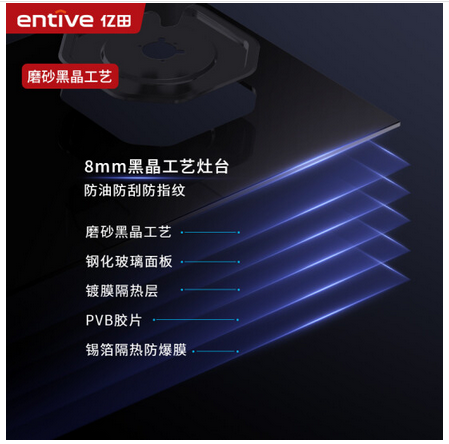 entive 亿田
磨砂黑晶工艺
8mm黑晶工艺灶台
防油防刮防指纹
磨砂黑晶工艺
钢化玻璃面板
镀膜隔热层
PVB胶片
锡箔隔热防爆膜